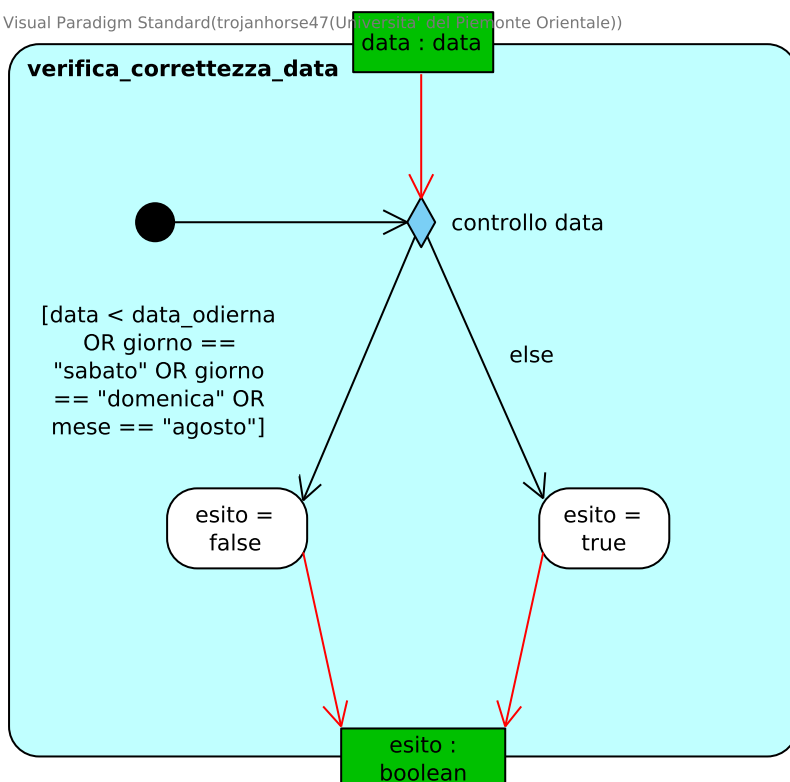 Visual Paradigm Standard(trojanhorse47(Universita' del Piemonte Orientale))
data : data
verifica_correttezza_data
controllo data
[data < data_odierna
OR giorno ==
"sabato" OR giorno
== "domenica" OR
mese == "agosto"]
else
esito =
false
esito =
true
esito :
boolean